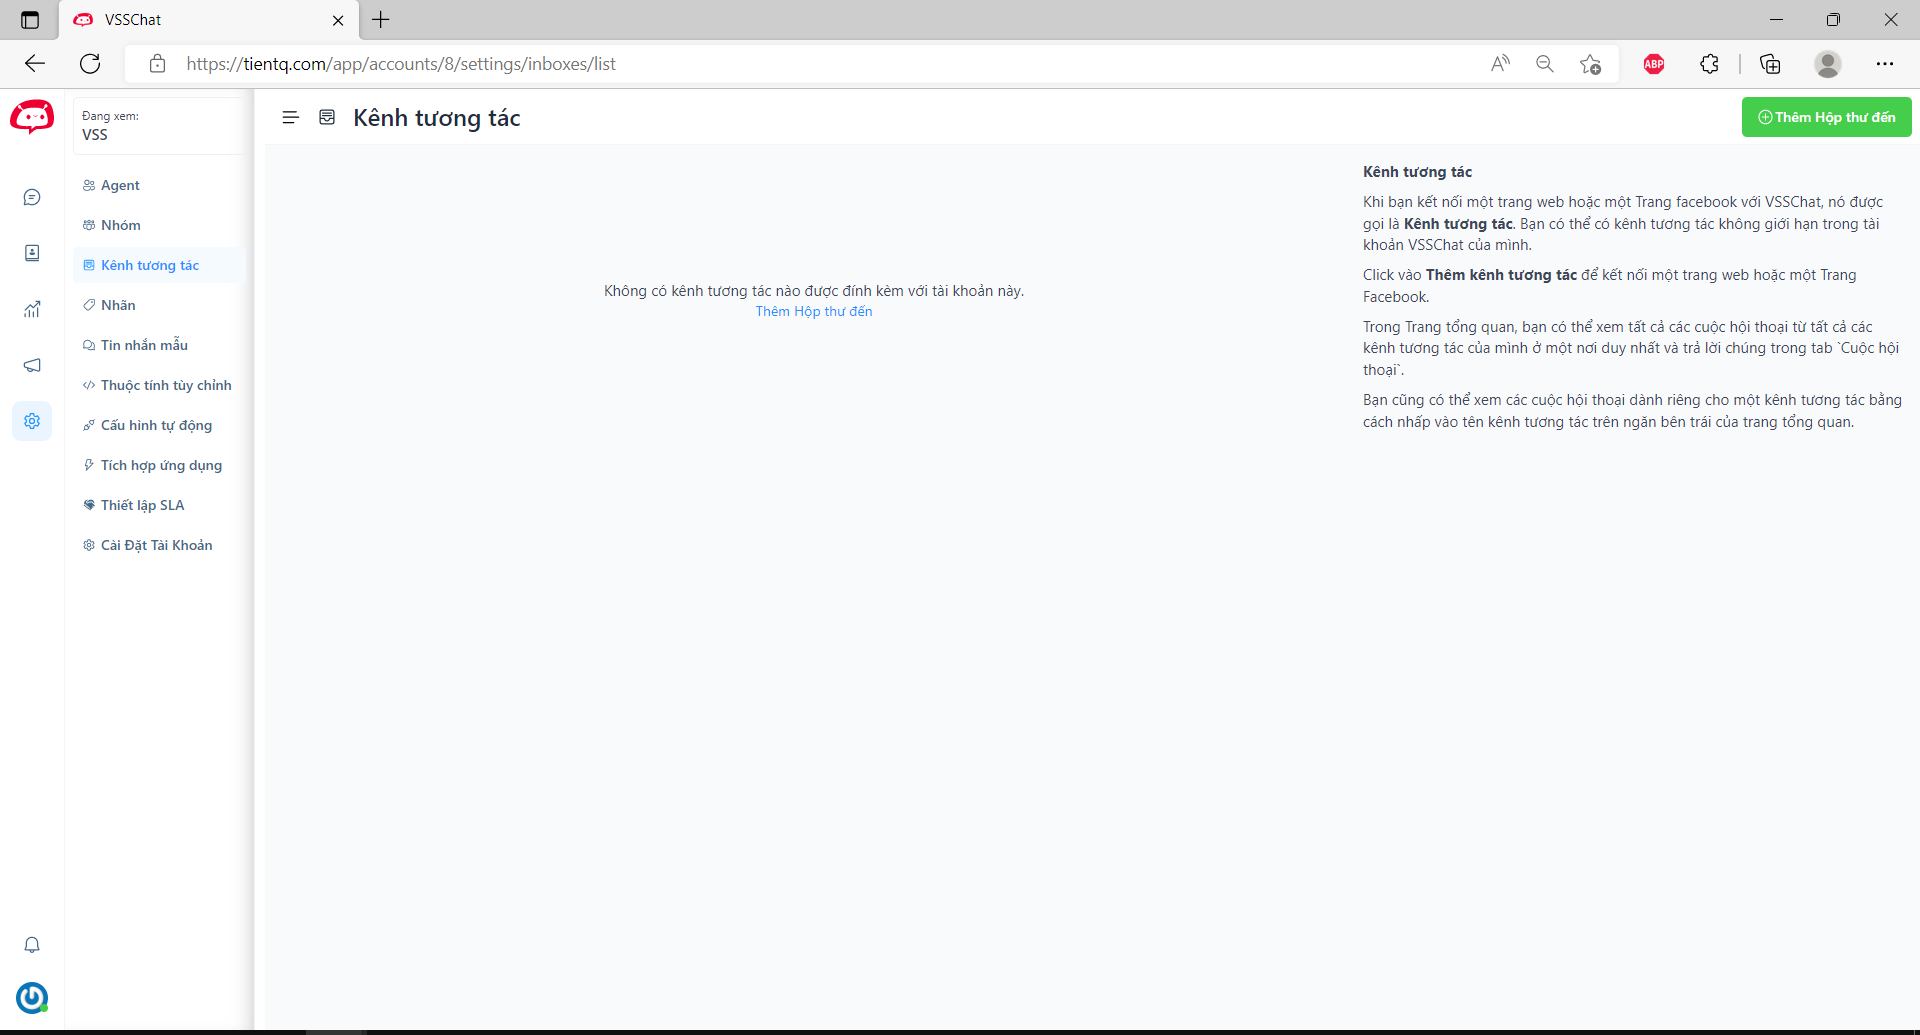 VSSChat
https://tientq.com/app/accounts/8/settings/inboxes/list
ABP
Đang xem:
VSS
Agent
Nhóm
Kênh tương tác
Nhãn
Tin nhắn mẫu
Thuộc tính tùy chỉnh
Cấu hình tự động
Tích hợp ứng dụng
Thiết lập SLA
Cài Đặt Tài Khoản
Kênh tương tác
Thêm Hộp thư đến
Không có kênh tương tác nào được đính kèm với tài khoản này.
Thêm Hộp thư đến
Kênh tương tác
Khi bạn kết nối một trang web hoặc một Trang facebook với VSSChat, nó được
gọi là Kênh tương tác. Bạn có thể có kênh tương tác không giới hạn trong tài
khoản VSSChat của mình.
Click vào Thêm kênh tương tác để kết nối một trang web hoặc một Trang
Facebook.
Trong Trang tổng quan, bạn có thể xem tất cả các cuộc hội thoại từ tất cả các
kênh tương tác của mình ở một nơi duy nhất và trả lời chúng trong tab `Cuộc hội
thoại`.
Bạn cũng có thể xem các cuộc hội thoại dành riêng cho một kênh tương tác bằng
cách nhấp vào tên kênh tương tác trên ngăn bên trái của trang tổng quan.